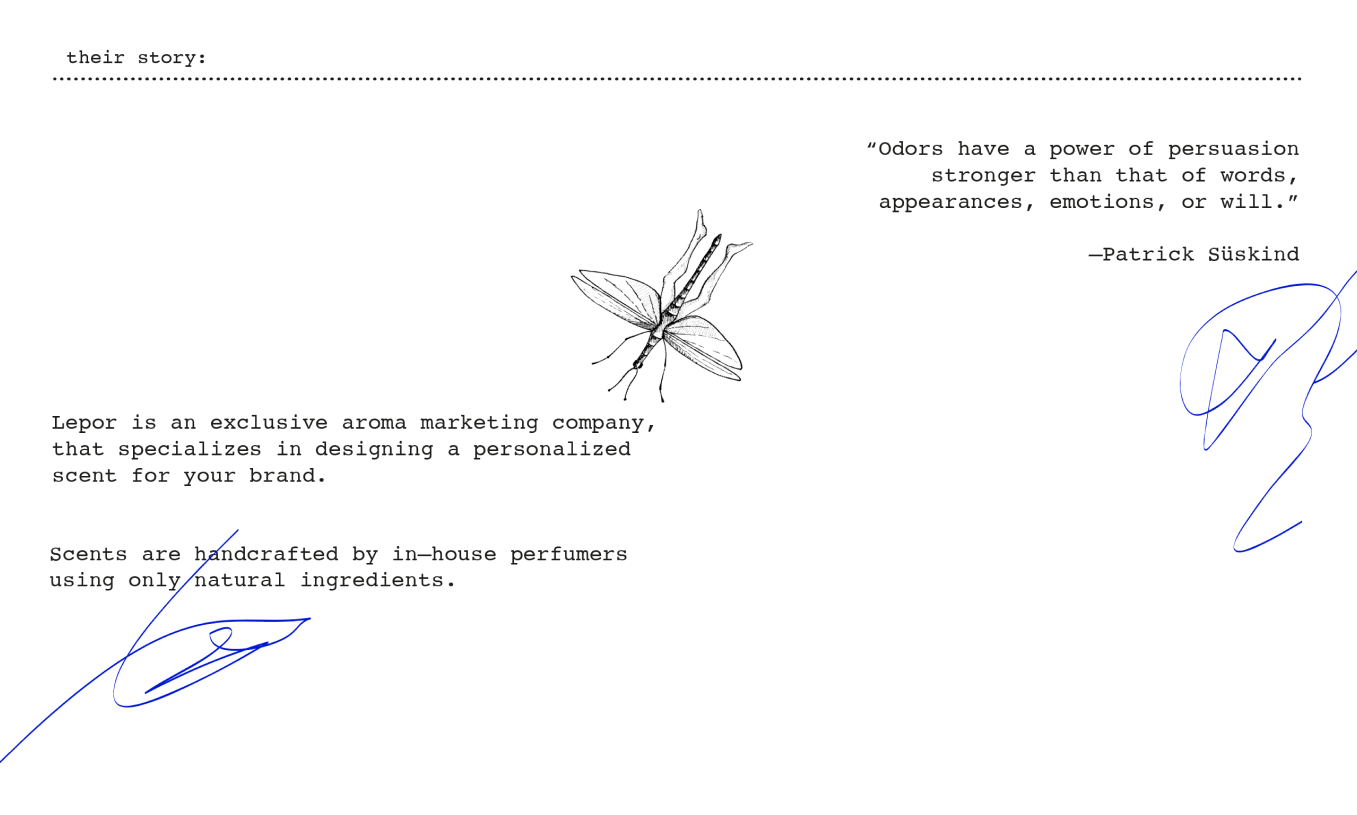 their story:
“Odors have a power of persuasion
stronger than that of words,
appearances, emotions, or will.”
—Patrick Süskind
Lepor is an exclusive aroma marketing company,
that specializes in designing a personalized
scent for your brand.
Scents are handcrafted by in—house perfumers
using only natural ingredients.